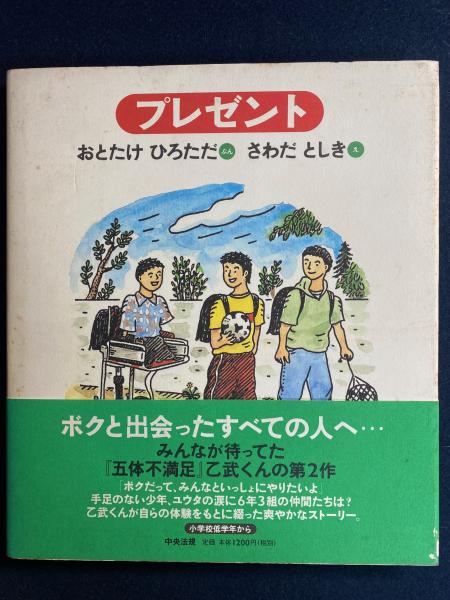 プレゼント
おとたけ ひろただ ぶん さわだ としき え
ボクと出会ったすべての人へ…
みんなが待ってた
『五体不満足』乙武くんの第2作
「ボクだって、みんなといっしょにやりたいよ」
手足のない少年、ユウタの涙に6年3組の仲間たちは?
乙武くんが自らの体験をもとに綴った爽やかなストーリー。
小学校低学年から
中央法規 定価 本体1200円(税別)